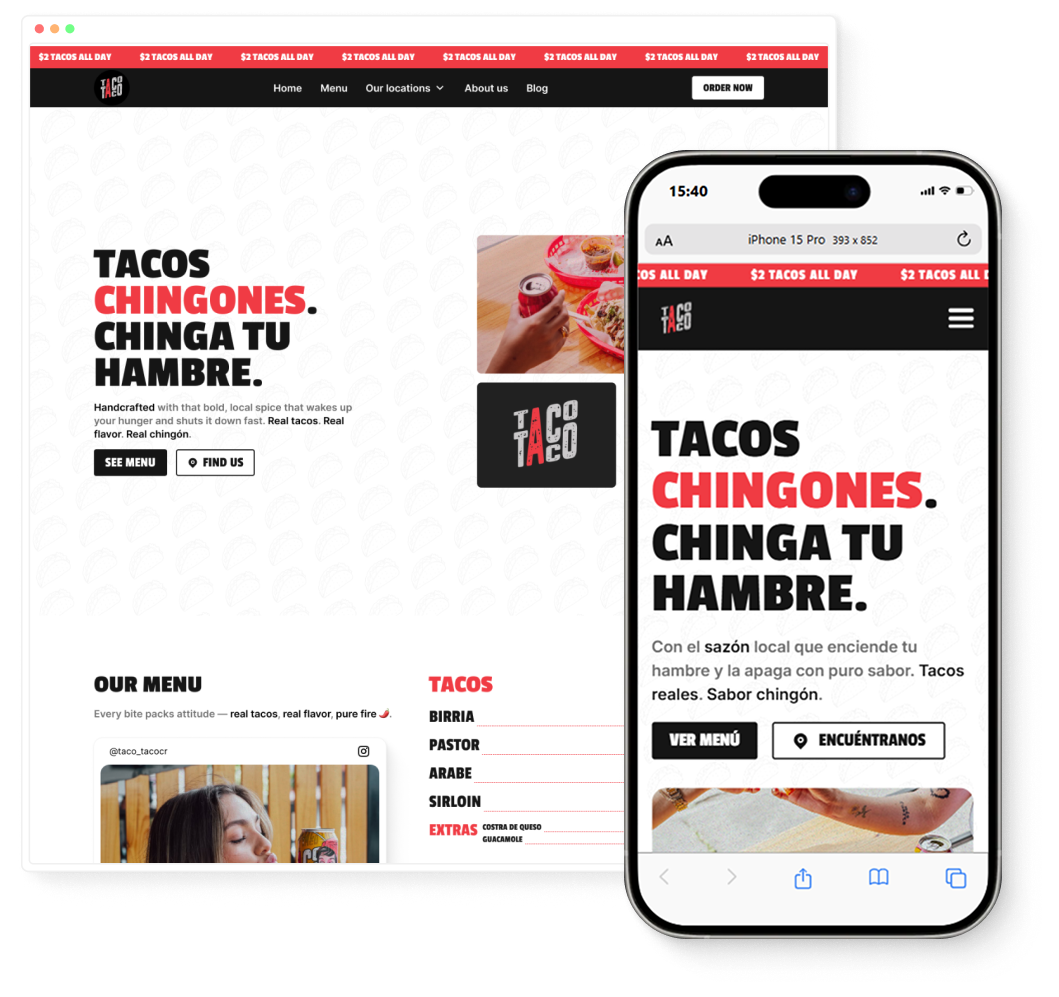 $2 TACOS ALL DAY $2 TACOS ALL DAY $2 TACOS ALL DAY $2 TACOS ALL DAY $2 TACOS ALL DAY $2 TACOS ALL DAY $2 TACOS ALL DAY $2 TACOS ALL DAY
TACO
TACO
Home Menu Our locations About us Blog
ORDER NOW
TACOS
CHINGONES.
CHINGA TU
HAMBRE.
Handcrafted with that bold, local spice that wakes up
your hunger and shuts it down fast. Real tacos. Real
flavor. Real chingón.
SEE MENU FIND US
TACO
TACO
OUR MENU
Every bite packs attitude — real tacos, real flavor, pure fire 🌶️.
@taco_tacocr
TACOS
BIRRIA
PASTOR
ARABE
SIRLOIN
EXTRAS COSTRA DE QUESO
GUACAMOLE
15:40
AA iPhone 15 Pro 393 x 852
COS ALL DAY $2 TACOS ALL DAY $2 TACOS ALL D
TACO
TACO
TACOS
CHINGONES.
CHINGA TU
HAMBRE.
Con el sazón local que enciende tu
hambre y la apaga con puro sabor. Tacos
reales. Sabor chingón.
VER MENÚ ENCUÉNTRANOS